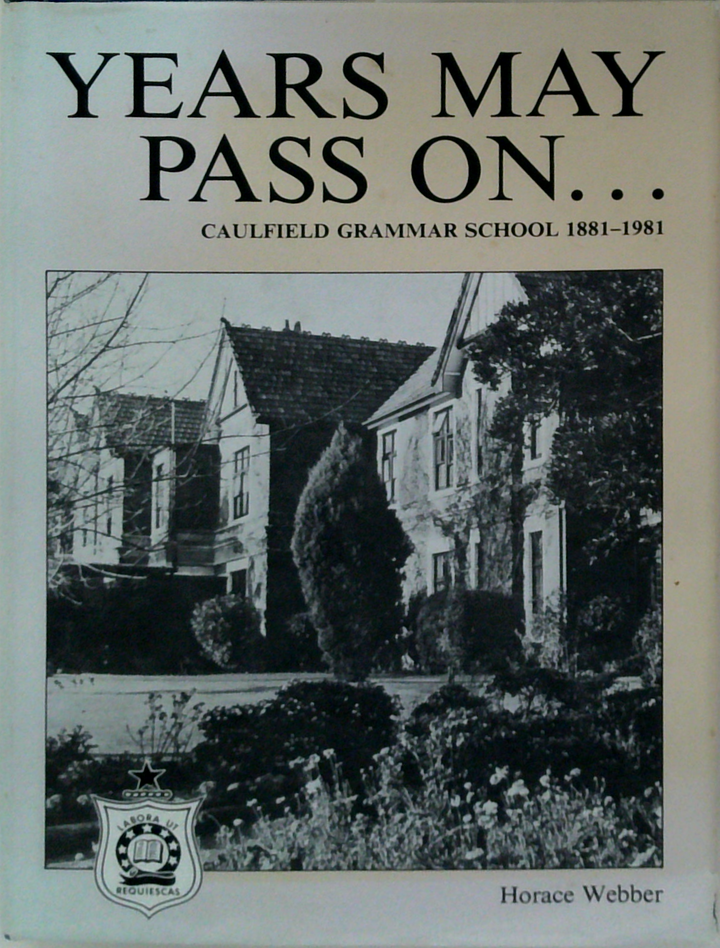 YEARS MAY
PASS ON...
CAULFIELD GRAMMAR SCHOOL 1881–1981
LABORA UT
REQUIESCAS
Horace Webber